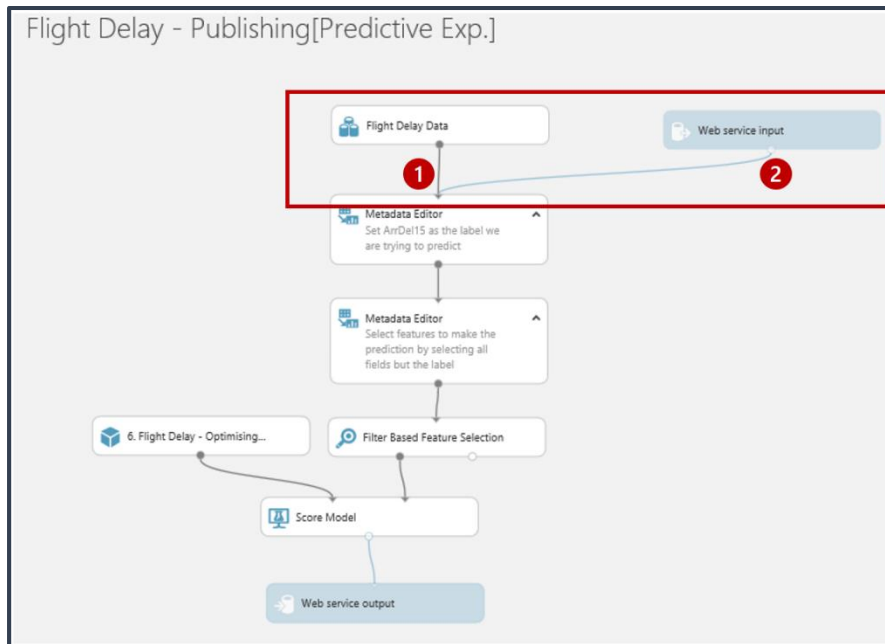 Flight Delay - Publishing[Predictive Exp.]
Flight Delay Data
Web service input
1
2
Metadata Editor
Set ArrDel15 as the label we
are trying to predict
Metadata Editor
Select features to make the
prediction by selecting all
fields but the label
6. Flight Delay - Optimising...
Filter Based Feature Selection
Score Model
Web service output